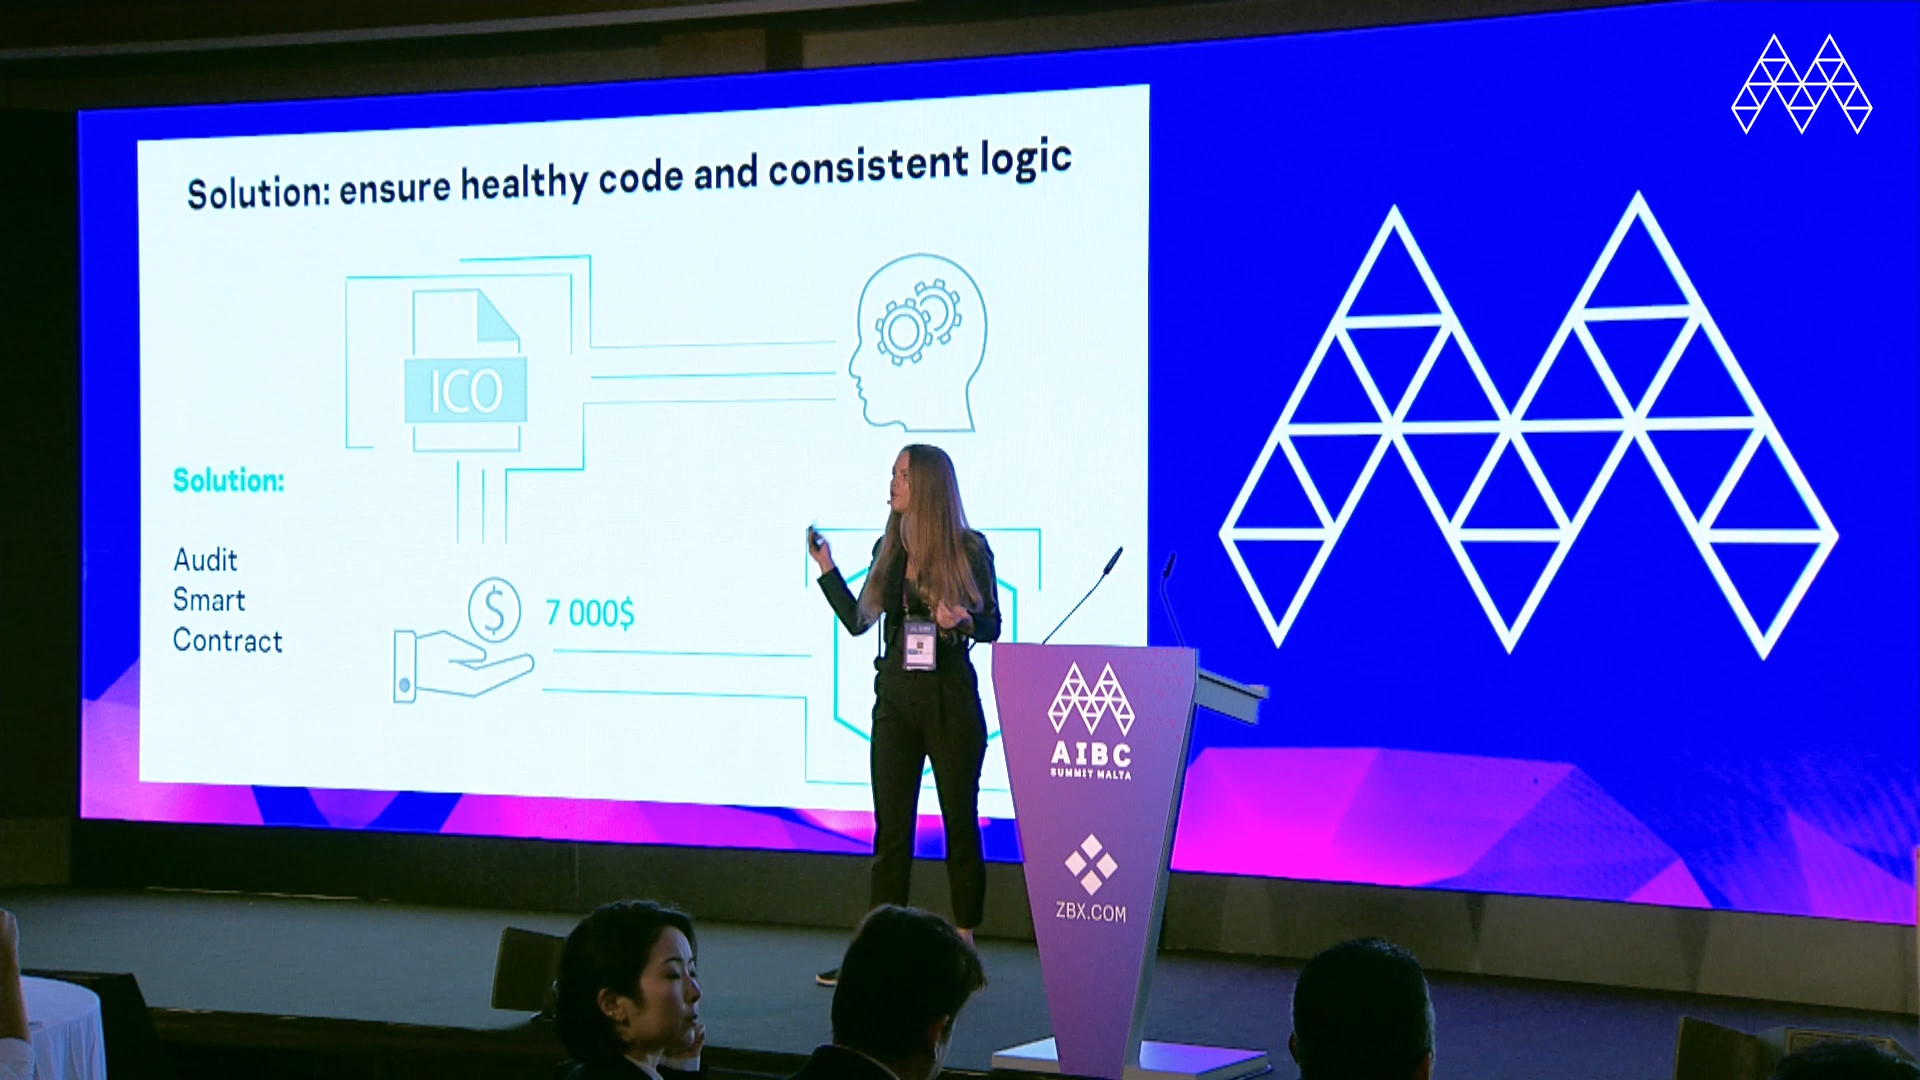 Solution: ensure healthy code and consistent logic
ICO
Solution:
Audit
Smart
Contract
$
7 000$
AIBC
SUMMIT MALTA
ZBX.COM